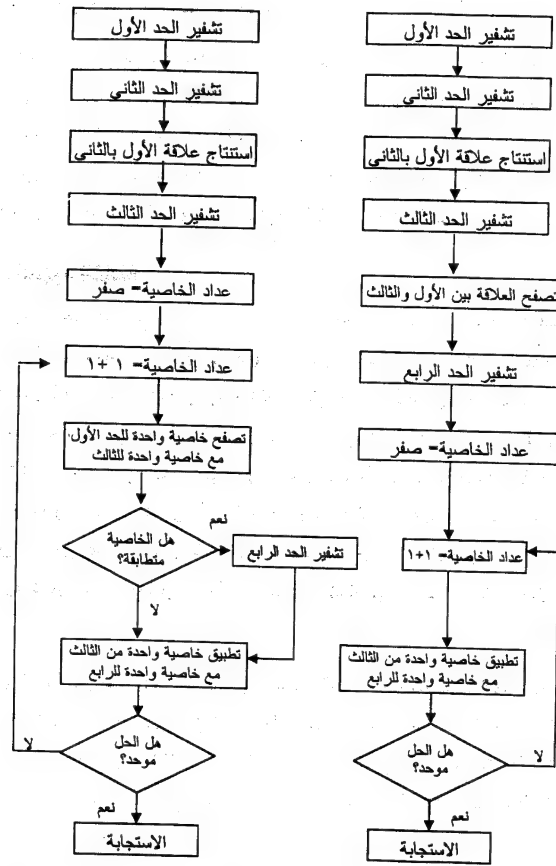 تشفير الحد الأول
تشفير الحد الثاني
استنتاج علاقة الأول بالثاني
تشفير الحد الثالث
تصفح العلاقة بين الأول والثالث
تشفير الحد الرابع
عداد الخاصية= صفر
عداد الخاصية= ١+١
تطبيق خاصية واحدة من الثالث
مع خاصية واحدة للرابع
هل الحل
موحد؟
لا
نعم
الاستجابة
تشفير الحد الأول
تشفير الحد الثاني
استنتاج علاقة الأول بالثاني
تشفير الحد الثالث
عداد الخاصية= صفر
عداد الخاصية= ١ +١
تصفح خاصية واحدة للحد الأول
مع خاصية واحدة للثالث
هل الخاصية
متطابقة؟
نعم
تشفير الحد الرابع
لا
تطبيق خاصية واحدة من الثالث
مع خاصية واحدة للرابع
هل الحل
موحد؟
لا
نعم
الاستجابة